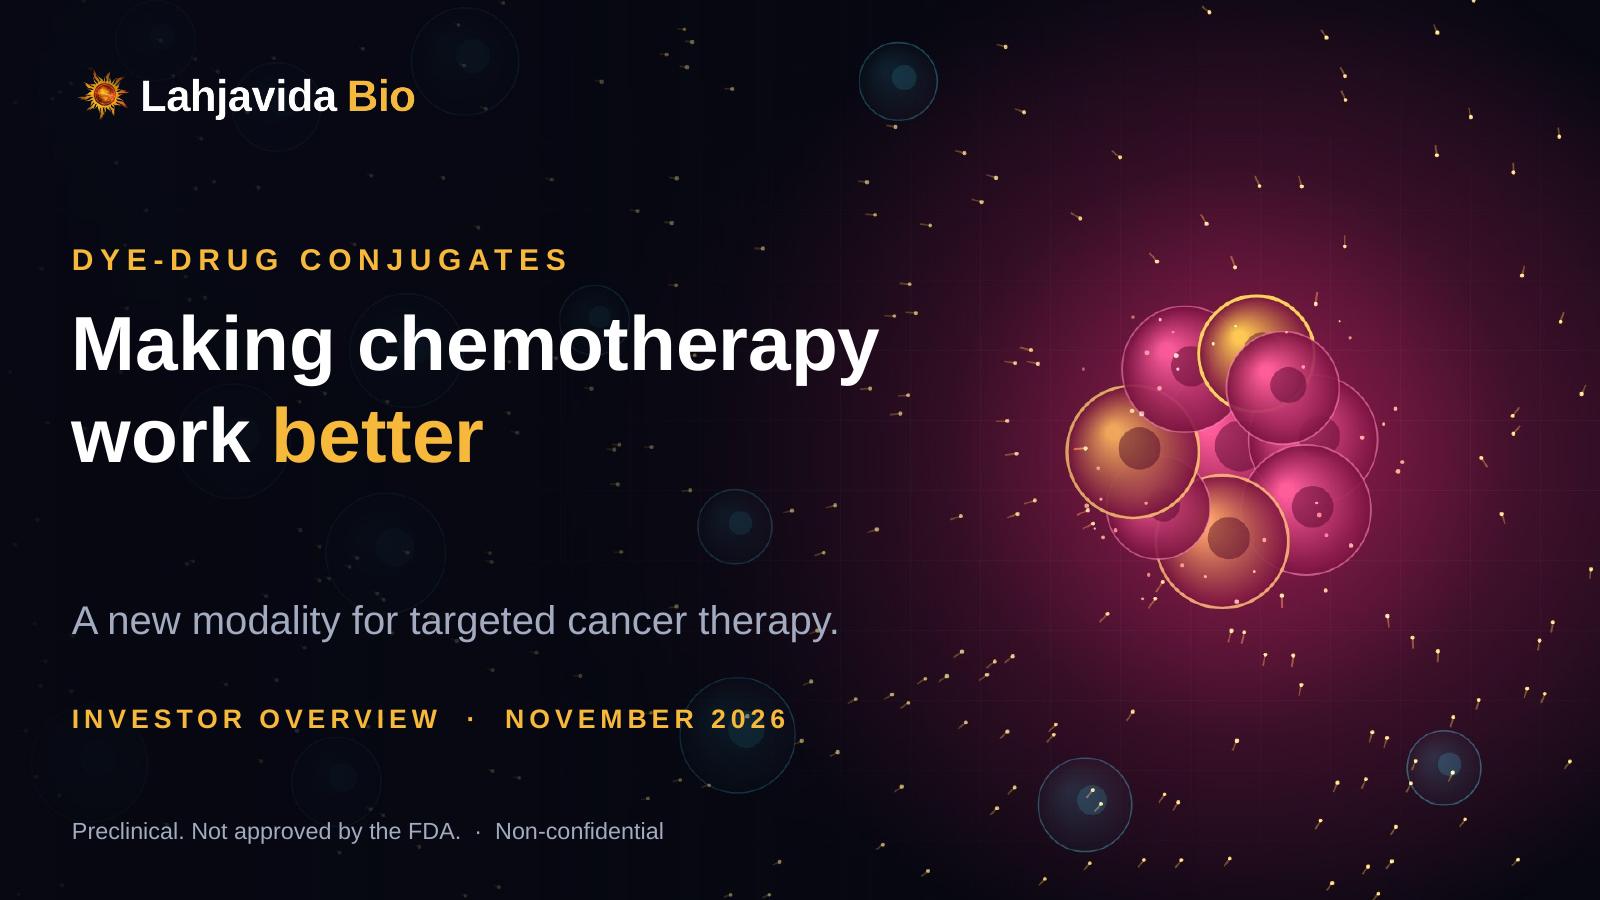 Lahjavida Bio
DYE-DRUG CONJUGATES
Making chemotherapy
work better
A new modality for targeted cancer therapy.
INVESTOR OVERVIEW · NOVEMBER 2026
Preclinical. Not approved by the FDA. · Non-confidential